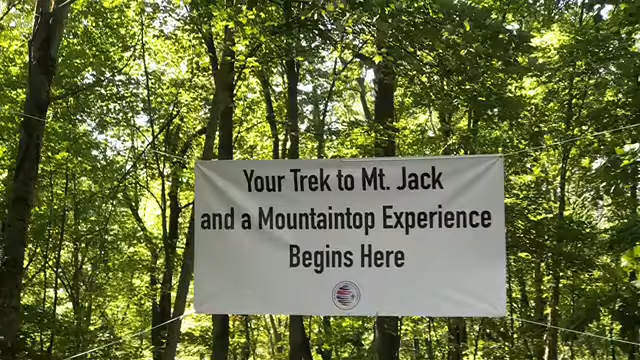 Your Trek to Mt. Jack
and a Mountaintop Experience
Begins Here